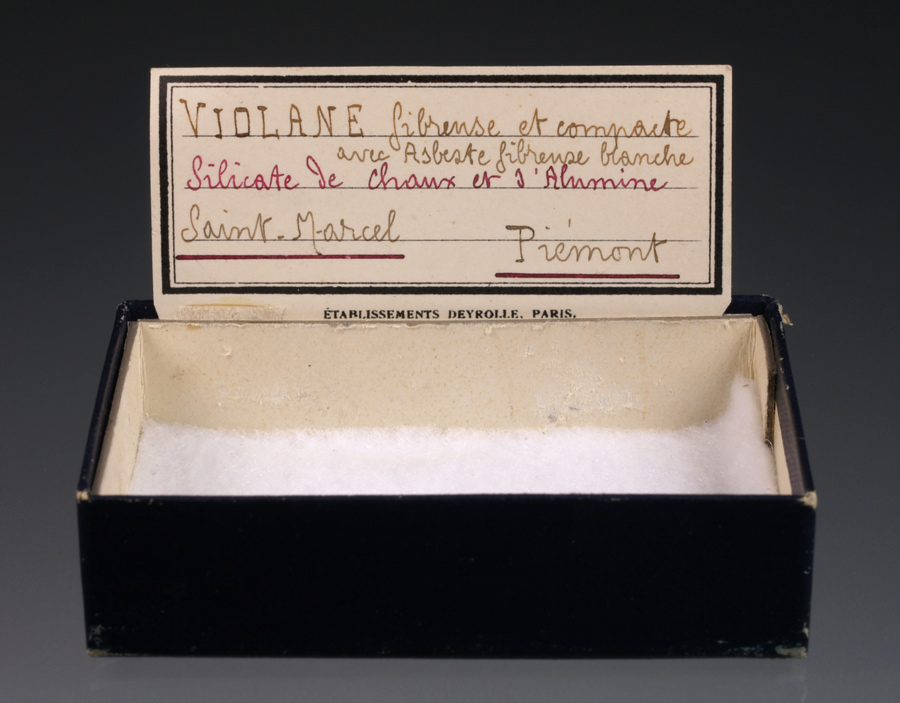 VIOLANE fibreuse et compacte
avec Asbeste fibreuse blanche
Silicate de chaux et d'Alumine
Saint-Marcel Piémont
ÉTABLISSEMENTS DEYROLLE. PARIS.